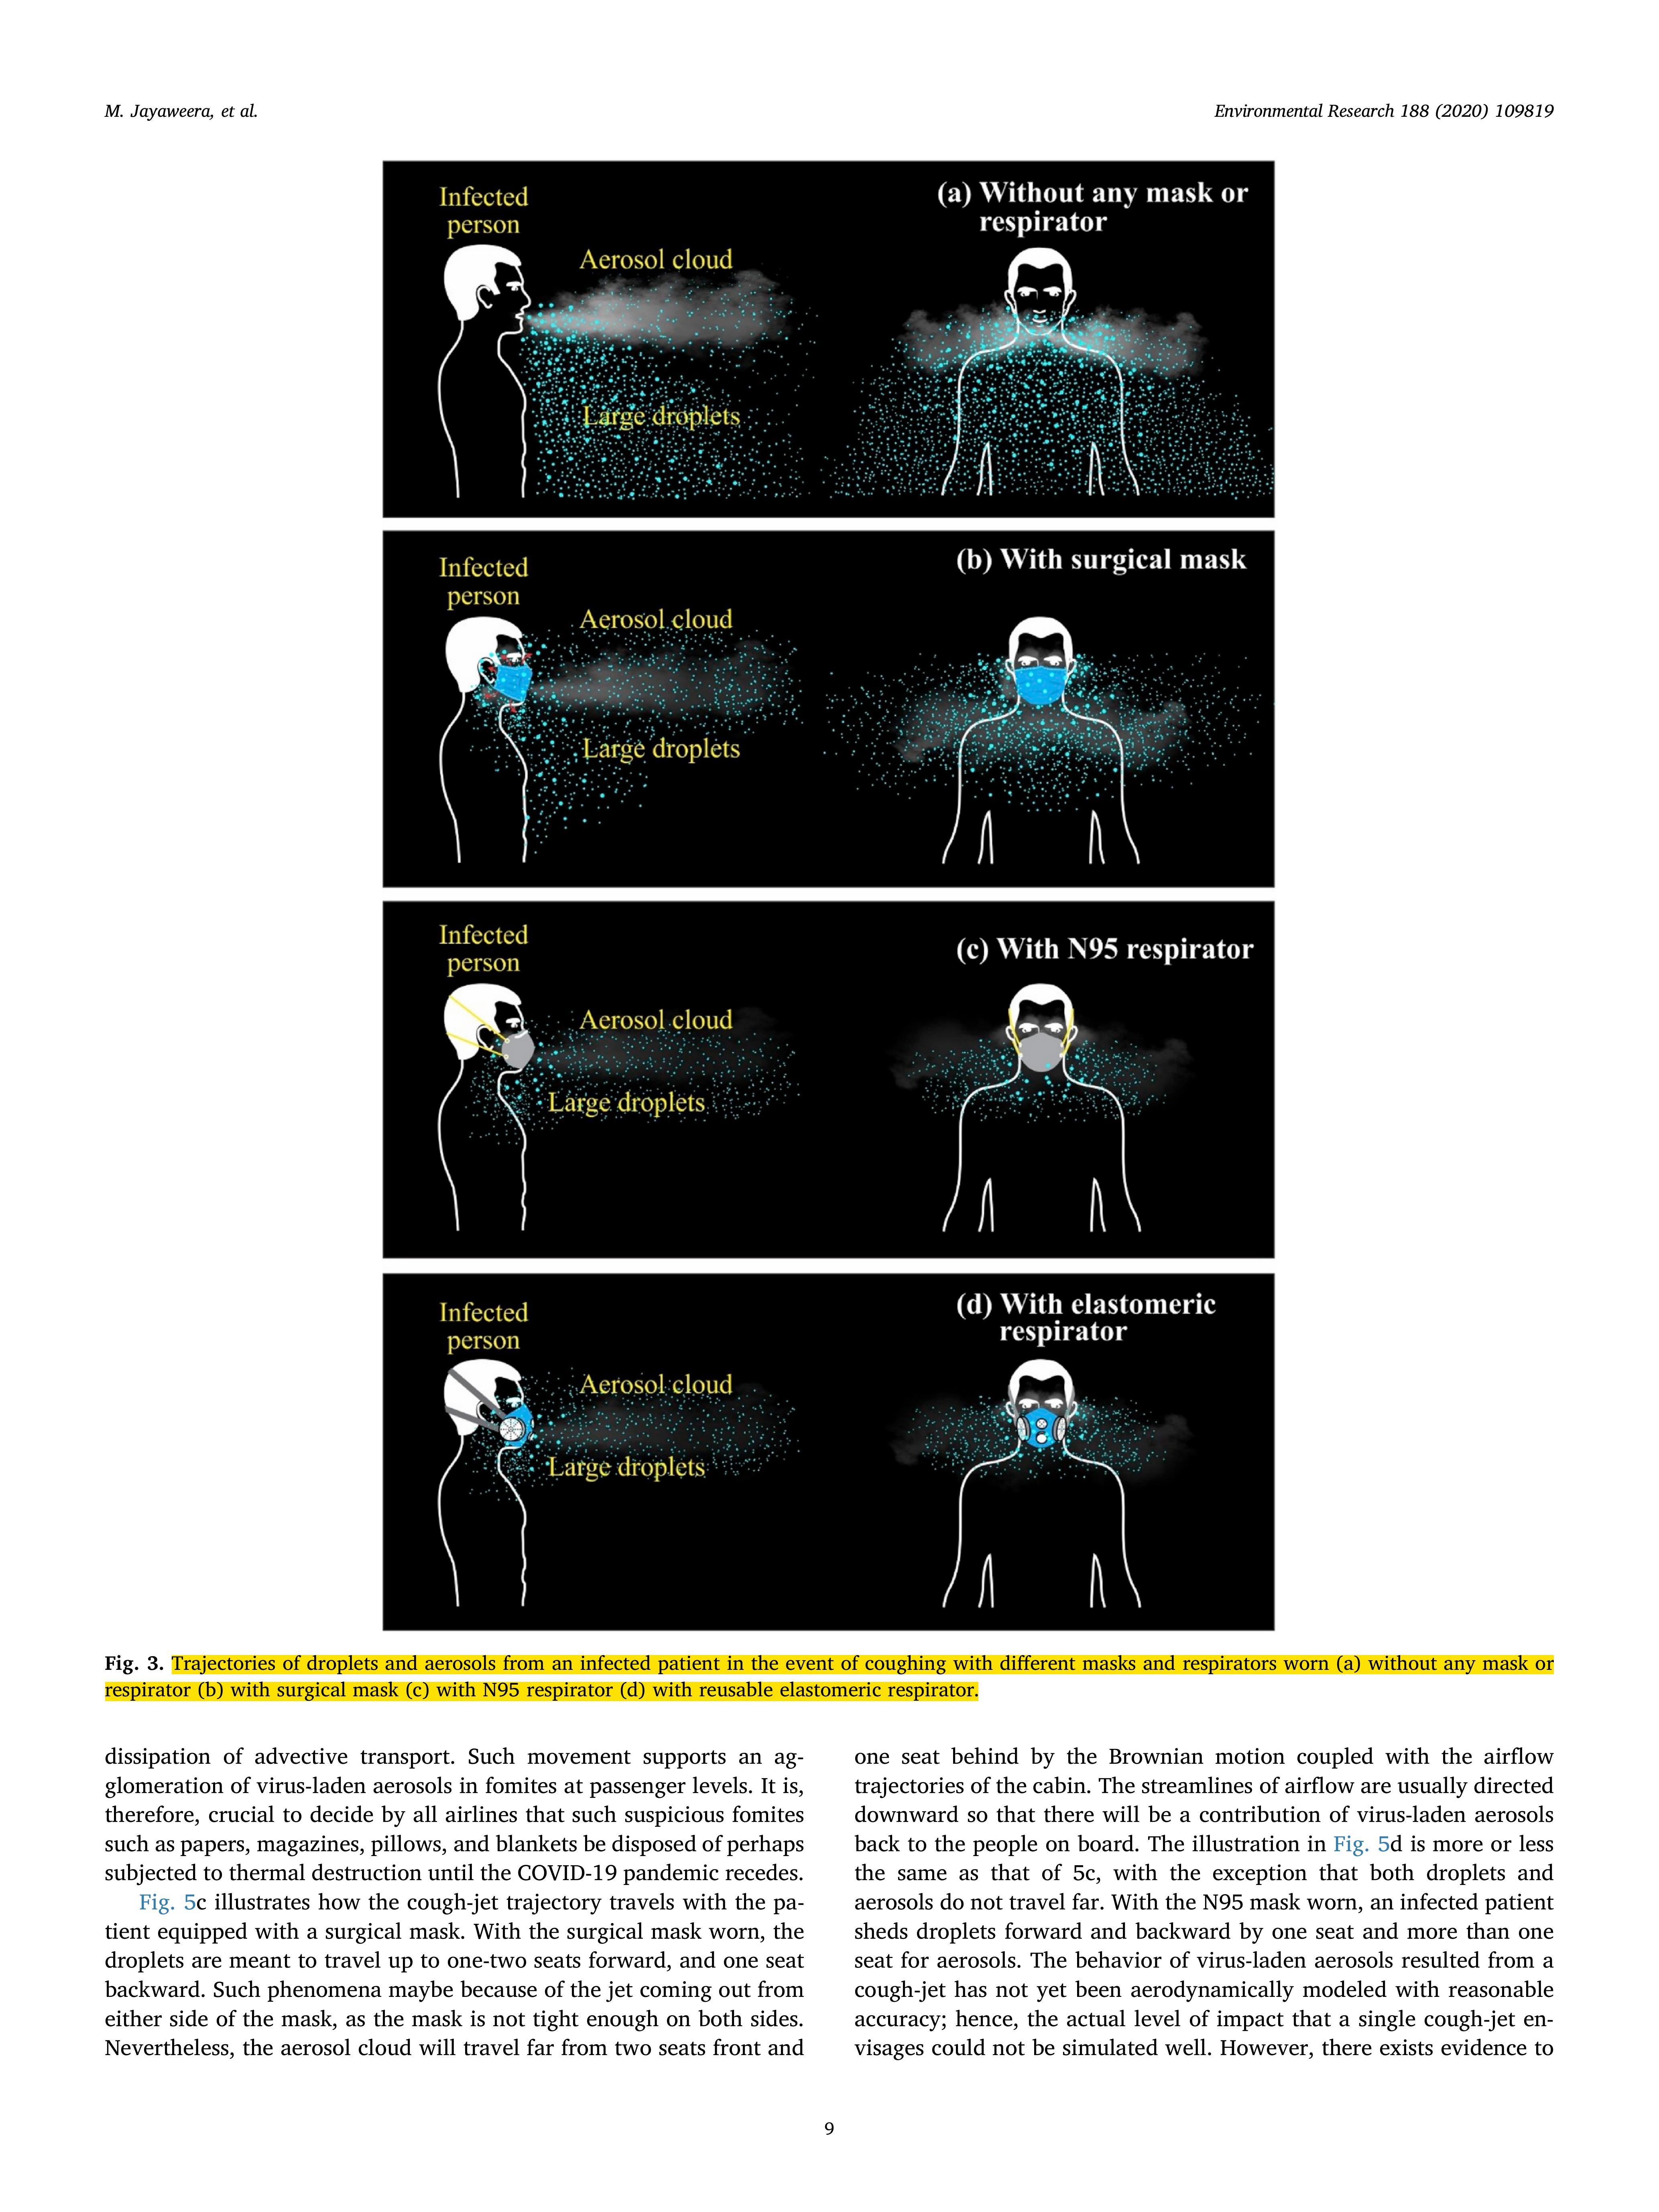 M. Jayaweera, et al.
Environmental Research 188 (2020) 109819
Infected
person
Aerosol cloud
Large droplets
(a) Without any mask or
respirator
Infected
person
Aerosol cloud
Large droplets
(b) With surgical mask
Infected
person
Aerosol cloud
Large droplets
(c) With N95 respirator
Infected
person
Aerosol cloud
Large droplets
(d) With elastomeric
respirator
Fig. 3. Trajectories of droplets and aerosols from an infected patient in the event of coughing with different masks and respirators worn (a) without any mask or
respirator (b) with surgical mask (c) with N95 respirator (d) with reusable elastomeric respirator.
dissipation of advective transport. Such movement supports an ag-
glomeration of virus-laden aerosols in fomites at passenger levels. It is,
therefore, crucial to decide by all airlines that such suspicious fomites
such as papers, magazines, pillows, and blankets be disposed of perhaps
subjected to thermal destruction until the COVID-19 pandemic recedes.
Fig. 5c illustrates how the cough-jet trajectory travels with the pa-
tient equipped with a surgical mask. With the surgical mask worn, the
droplets are meant to travel up to one-two seats forward, and one seat
backward. Such phenomena maybe because of the jet coming out from
either side of the mask, as the mask is not tight enough on both sides.
Nevertheless, the aerosol cloud will travel far from two seats front and
one seat behind by the Brownian motion coupled with the airflow
trajectories of the cabin. The streamlines of airflow are usually directed
downward so that there will be a contribution of virus-laden aerosols
back to the people on board. The illustration in Fig. 5d is more or less
the same as that of 5c, with the exception that both droplets and
aerosols do not travel far. With the N95 mask worn, an infected patient
sheds droplets forward and backward by one seat and more than one
seat for aerosols. The behavior of virus-laden aerosols resulted from a
cough-jet has not yet been aerodynamically modeled with reasonable
accuracy; hence, the actual level of impact that a single cough-jet en-
visages could not be simulated well. However, there exists evidence to
9